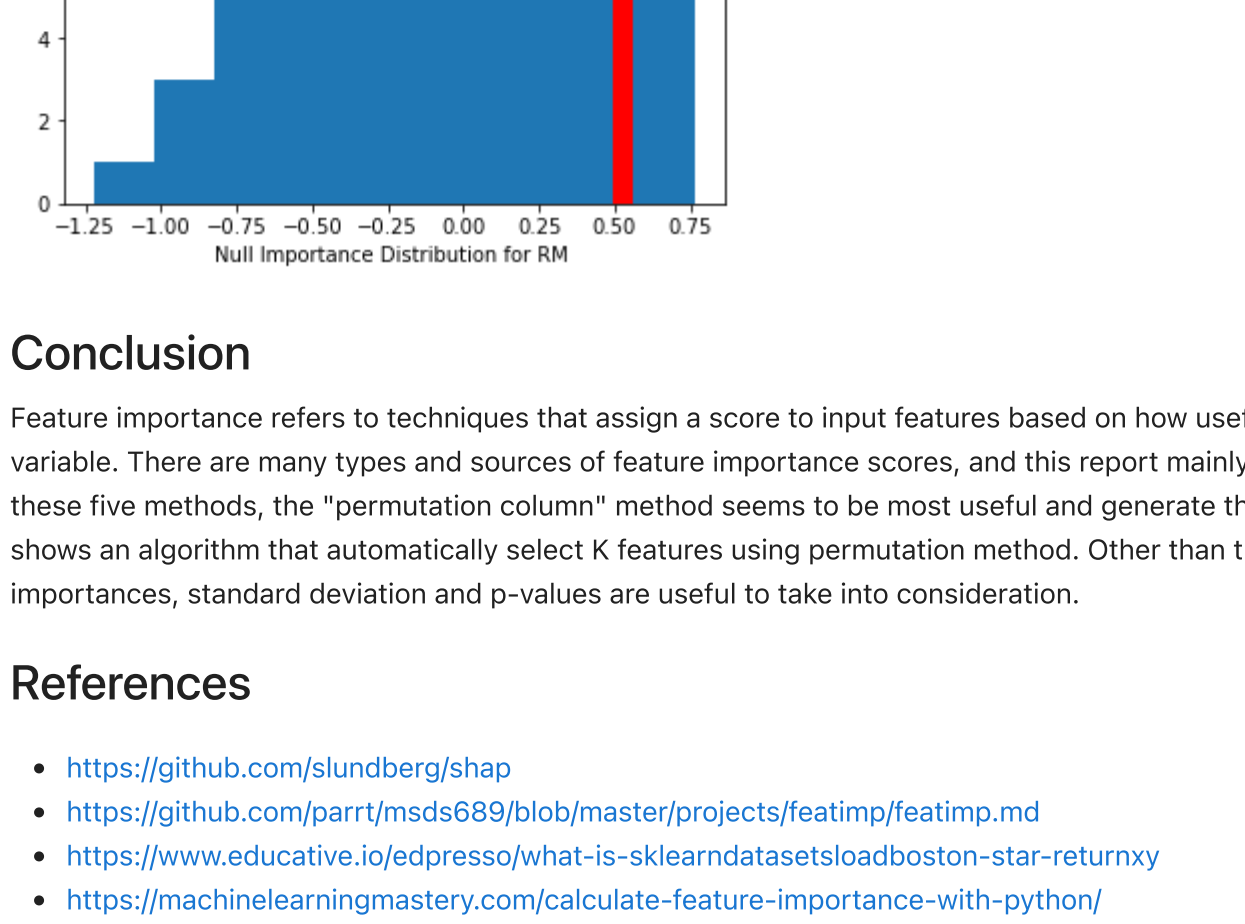 4
2
0
−1.25 −1.00 −0.75 −0.50 −0.25 0.00 0.25 0.50 0.75
Null Importance Distribution for RM
Conclusion
Feature importance refers to techniques that assign a score to input features based on how
variable. There are many types and sources of feature importance scores, and this report mainly
these five methods, the "permutation column" method seems to be most useful and generate
shows an algorithm that automatically select K features using permutation method. Other than
importances, standard deviation and p-values are useful to take into consideration.
References
https://github.com/slundberg/shap
https://github.com/parrt/msds689/blob/master/projects/featimp/featimp.md
https://www.educative.io/edpresso/what-is-sklearndatasetsloadboston-star-returnxy
https://machinelearningmastery.com/calculate-feature-importance-with-python/